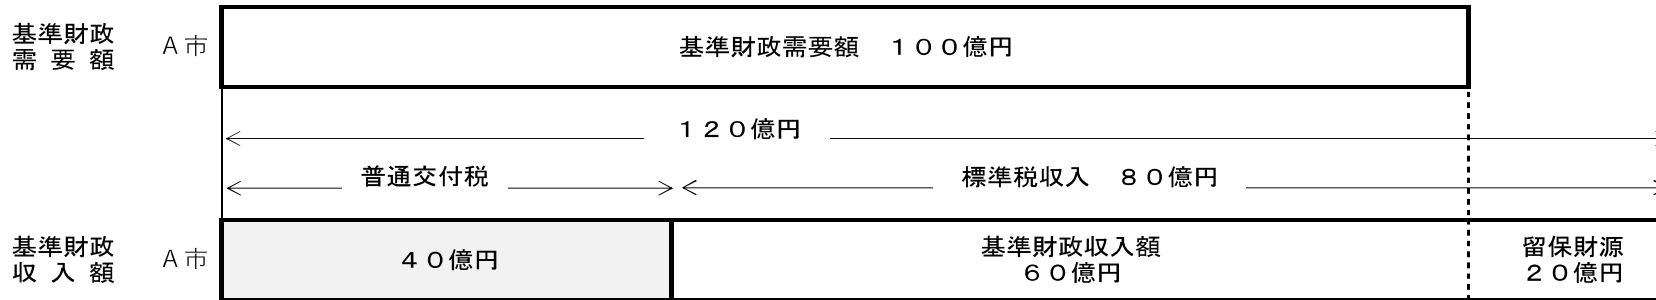 基準財政
需要額
A市
基準財政需要額　１００億円
１２０億円
普通交付税
標準税収入　８０億円
基準財政
収入額
A市
４０億円
基準財政収入額
６０億円
留保財源
２０億円